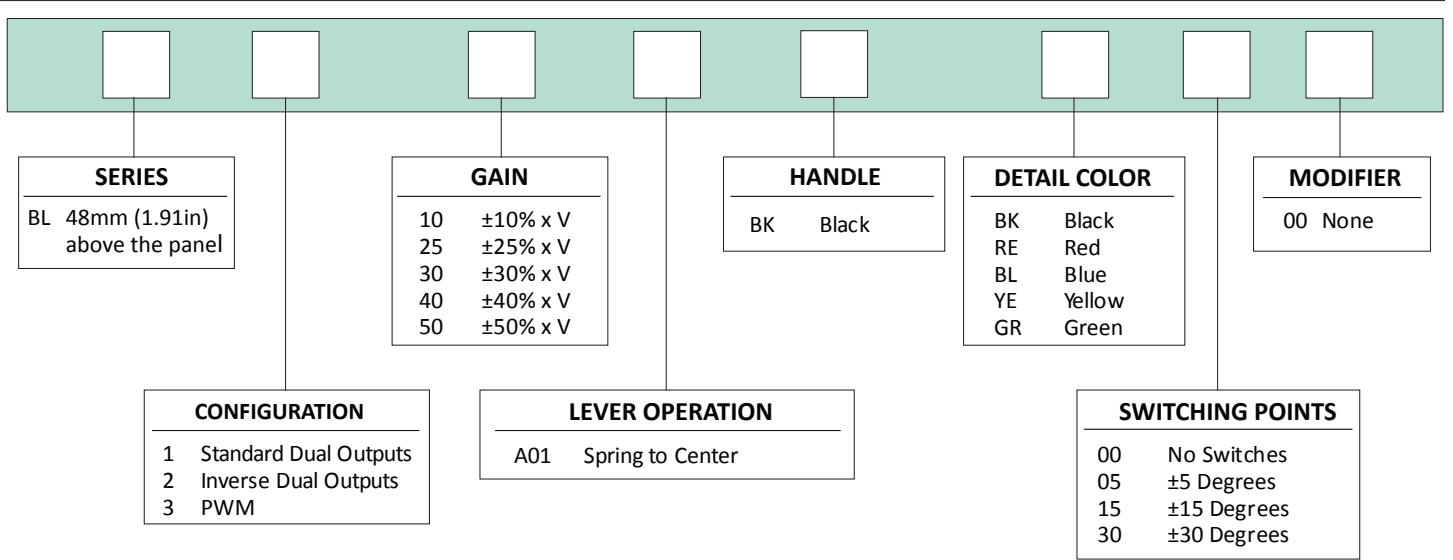 SERIES
BL 48mm (1.91in)
above the panel
GAIN
10 ±10% x V
25 ±25% x V
30 ±30% x V
40 ±40% x V
50 ±50% x V
HANDLE
BK Black
DETAIL COLOR
BK Black
RE Red
BL Blue
YE Yellow
GR Green
MODIFIER
00 None
CONFIGURATION
1 Standard Dual Outputs
2 Inverse Dual Outputs
3 PWM
LEVER OPERATION
A01 Spring to Center
SWITCHING POINTS
00 No Switches
05 ±5 Degrees
15 ±15 Degrees
30 ±30 Degrees